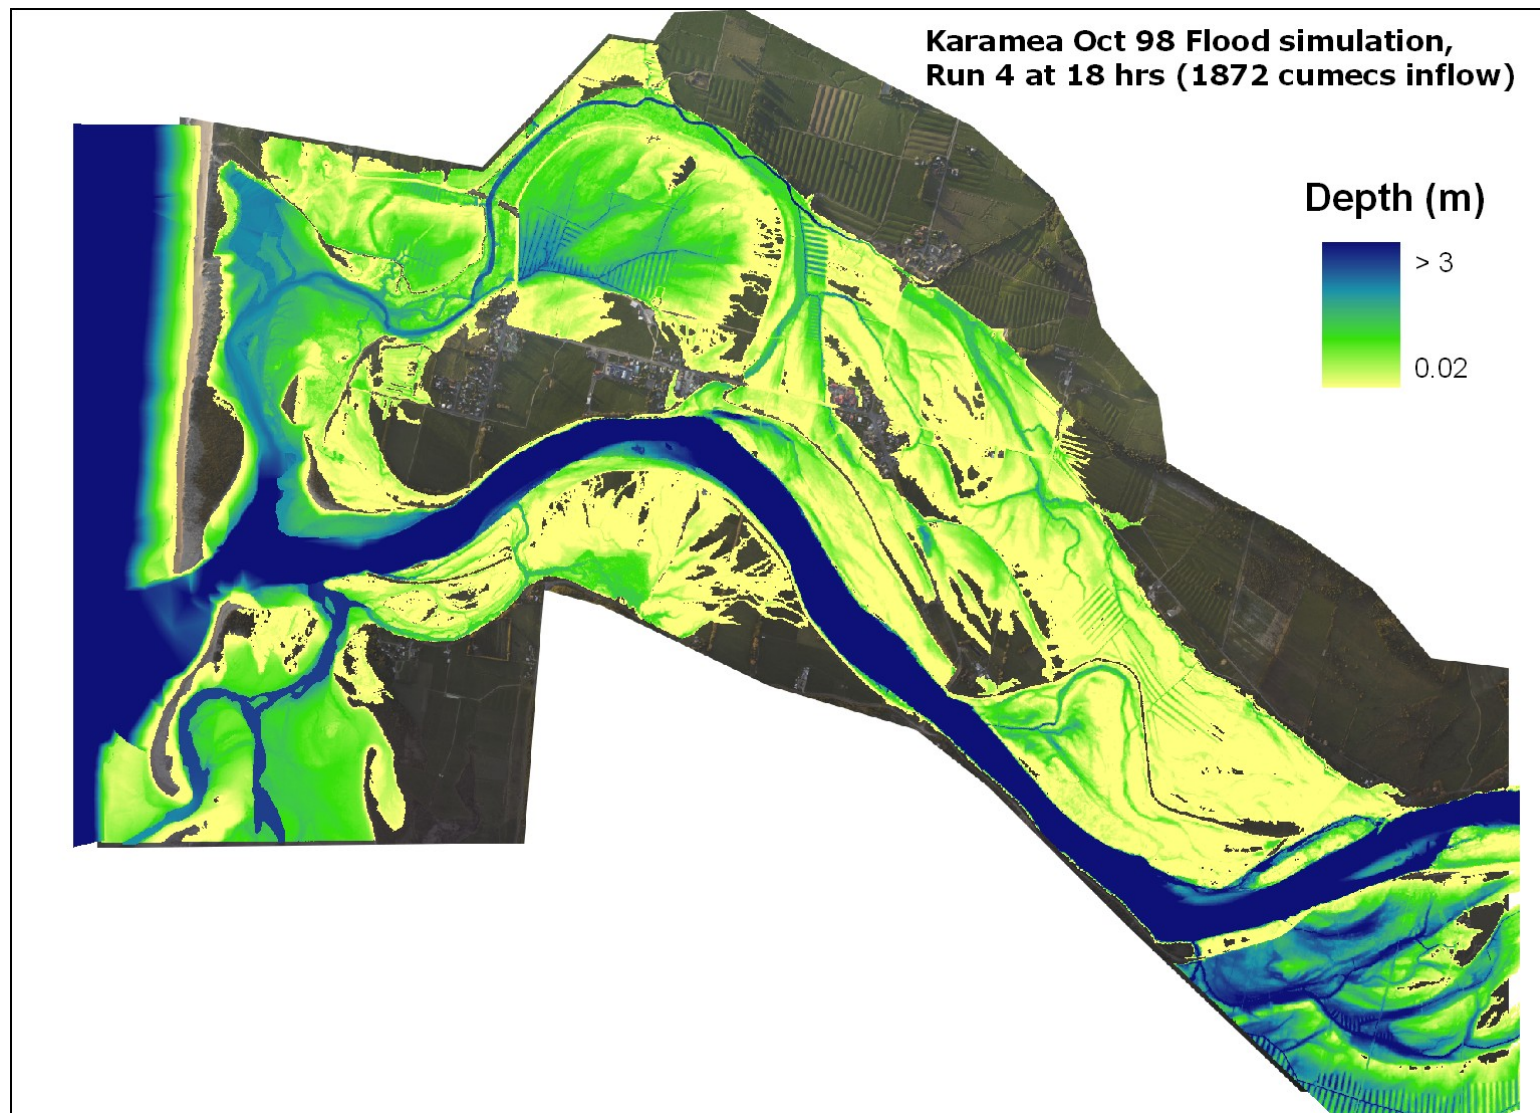 Karamea Oct 98 Flood simulation,
Run 4 at 18 hrs (1872 cumecs inflow)
Depth (m)
> 3
0.02